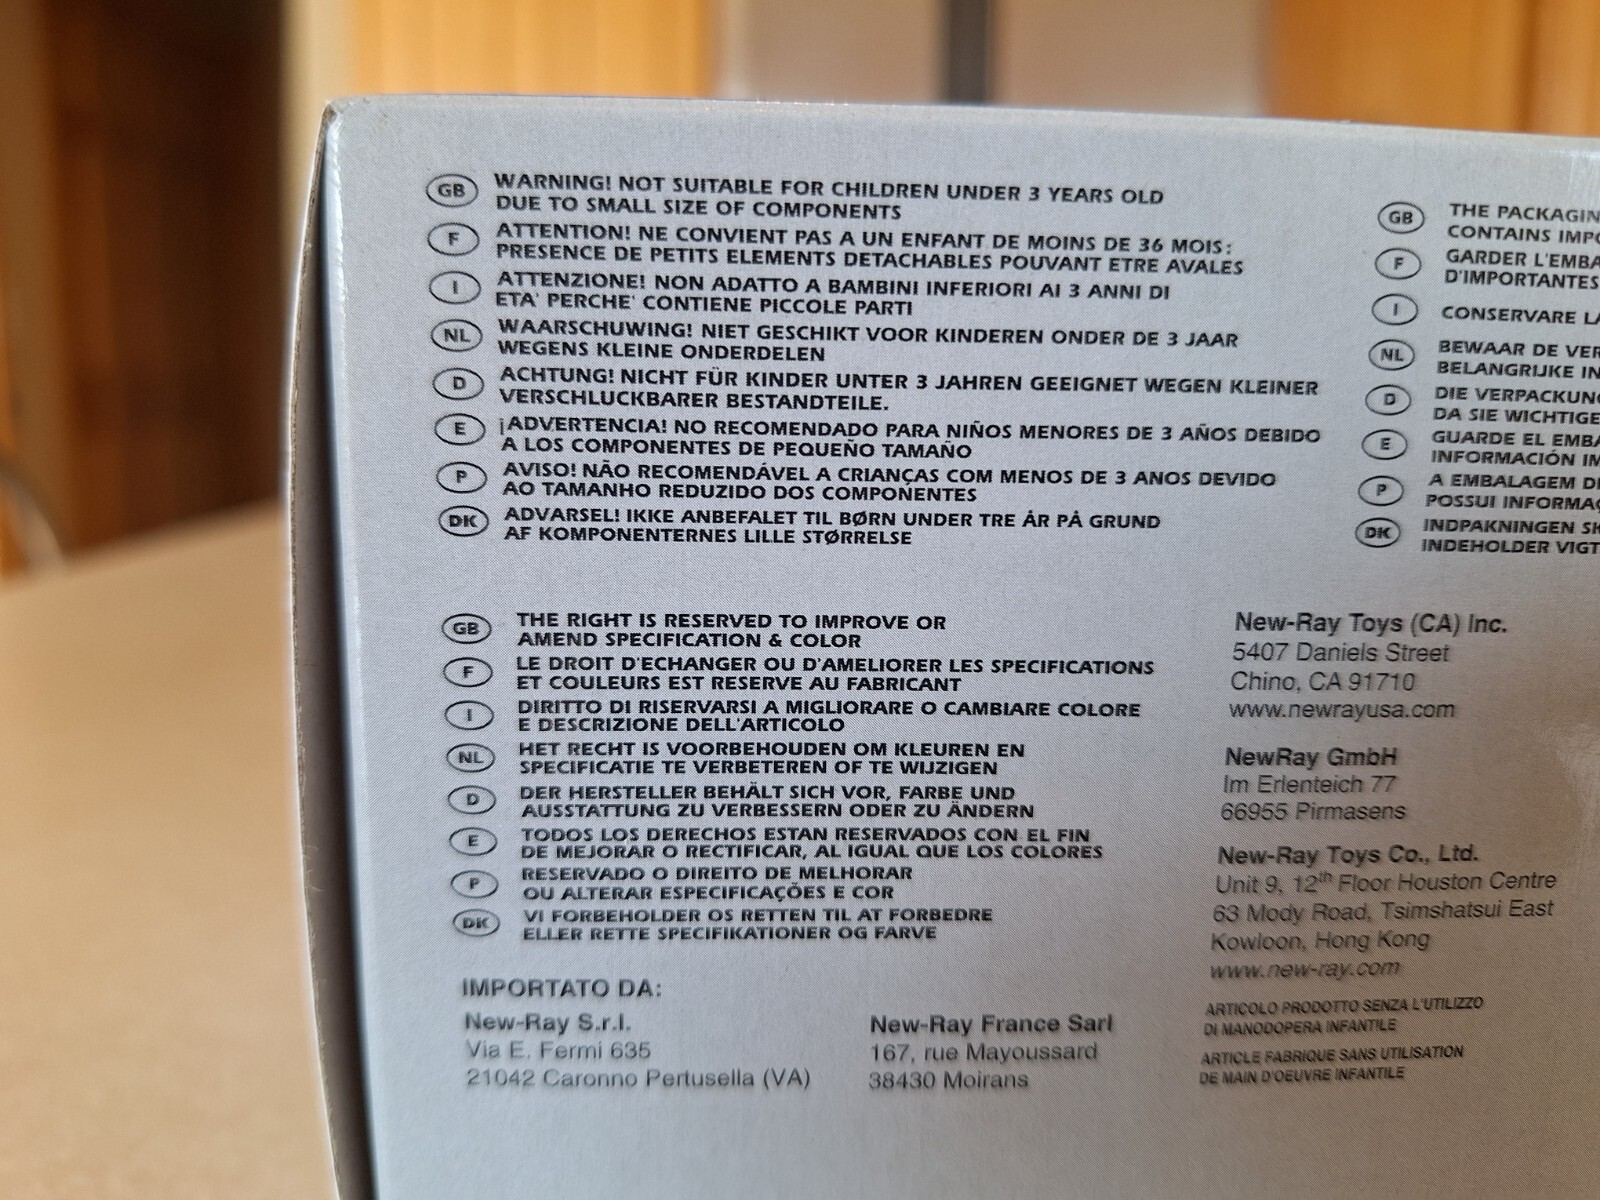 GB WARNING! NOT SUITABLE FOR CHILDREN UNDER 3 YEARS OLD
DUE TO SMALL SIZE OF COMPONENTS
F ATTENTION! NE CONVIENT PAS A UN ENFANT DE MOINS DE 36 MOIS:
PRESENCE DE PETITS ELEMENTS DETACHABLES POUVANT ETRE AVALES
I ATTENZIONE! NON ADATTO A BAMBINI INFERIORI AI 3 ANNI DI
ETA' PERCHE' CONTIENE PICCOLE PARTI
NL WAARSCHUWING! NIET GESCHIKT VOOR KINDEREN ONDER DE 3 JAAR
WEGENS KLEINE ONDERDELEN
D ACHTUNG! NICHT FÜR KINDER UNTER 3 JAHREN GEEIGNET WEGEN KLEINER
VERSCHLUCKBARER BESTANDTEILE.
E ¡ADVERTENCIA! NO RECOMENDADO PARA NIÑOS MENORES DE 3 AÑOS DEBIDO
A LOS COMPONENTES DE PEQUEÑO TAMAÑO
P AVISO! NÃO RECOMENDÁVEL A CRIANÇAS COM MENOS DE 3 ANOS DEVIDO
AO TAMANHO REDUZIDO DOS COMPONENTES
DK ADVARSEL! IKKE ANBEFALET TIL BØRN UNDER TRE ÅR PÅ GRUND
AF KOMPONENTERNES LILLE STØRRELSE
GB THE PACKAGIN
CONTAINS IMPO
F GARDER L'EMBA
D'IMPORTANTES
I CONSERVARE LA
NL BEWAAR DE VER
BELANGRIJKE IN
D DIE VERPACKUNG
DA SIE WICHTIGE
E GUARDE EL EMBA
INFORMACIÓN IM
P A EMBALAGEM DE
POSSUI INFORMAÇ
DK INDPAKNINGEN SK
INDEHOLDER VIGT
GB THE RIGHT IS RESERVED TO IMPROVE OR
AMEND SPECIFICATION & COLOR
F LE DROIT D'ECHANGER OU D'AMELIORER LES SPECIFICATIONS
ET COULEURS EST RESERVE AU FABRICANT
I DIRITTO DI RISERVARSI A MIGLIORARE O CAMBIARE COLORE
E DESCRIZIONE DELL'ARTICOLO
NL HET RECHT IS VOORBEHOUDEN OM KLEUREN EN
SPECIFICATIE TE VERBETEREN OF TE WIJZIGEN
D DER HERSTELLER BEHÄLT SICH VOR, FARBE UND
AUSSTATTUNG ZU VERBESSERN ODER ZU ÄNDERN
E TODOS LOS DERECHOS ESTAN RESERVADOS CON EL FIN
DE MEJORAR O RECTIFICAR, AL IGUAL QUE LOS COLORES
P RESERVADO O DIREITO DE MELHORAR
OU ALTERAR ESPECIFICAÇÕES E COR
DK VI FORBEHOLDER OS RETTEN TIL AT FORBEDRE
ELLER RETTE SPECIFIKATIONER OG FARVE
New-Ray Toys (CA) Inc.
5407 Daniels Street
Chino, CA 91710
www.newrayusa.com
NewRay GmbH
Im Erlenteich 77
66955 Pirmasens
New-Ray Toys Co., Ltd.
Unit 9, 12th Floor Houston Centre
63 Mody Road, Tsimshatsui East
Kowloon, Hong Kong
www.new-ray.com
IMPORTATO DA:
New-Ray S.r.l.
Via E. Fermi 635
21042 Caronno Pertusella (VA)
New-Ray France Sarl
167, rue Mayoussard
38430 Moirans
ARTICOLO PRODOTTO SENZA L'UTILIZZO
DI MANODOPERA INFANTILE
ARTICLE FABRIQUE SANS UTILISATION
DE MAIN D'OEUVRE INFANTILE